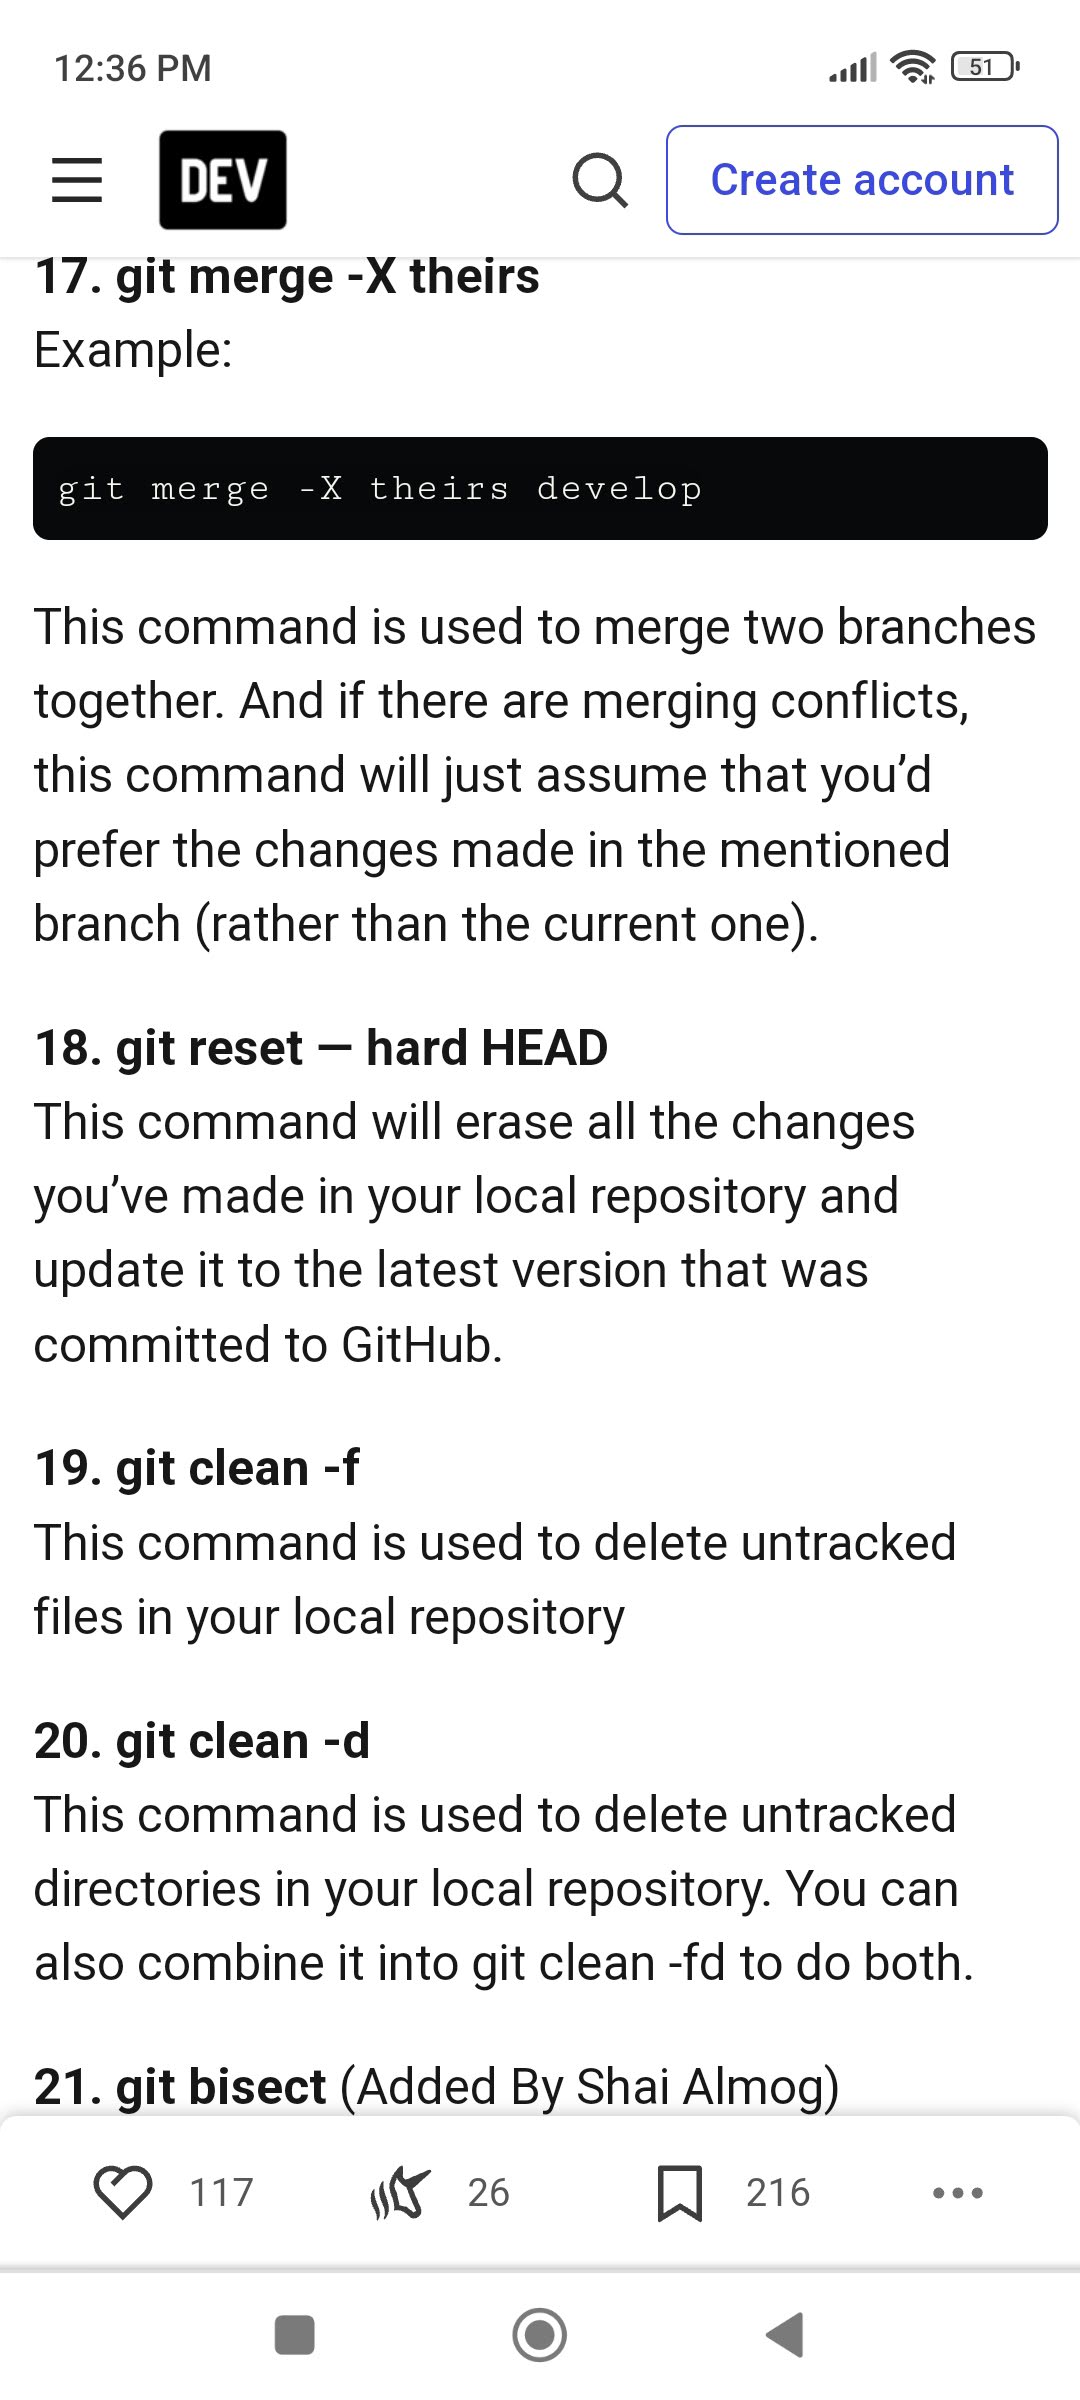 12:36 PM
51
DEV
Create account
17. git merge -X theirs
Example:
git merge -X theirs develop
This command is used to merge two branches
together. And if there are merging conflicts,
this command will just assume that you’d
prefer the changes made in the mentioned
branch (rather than the current one).
18. git reset — hard HEAD
This command will erase all the changes
you’ve made in your local repository and
update it to the latest version that was
committed to GitHub.
19. git clean -f
This command is used to delete untracked
files in your local repository
20. git clean -d
This command is used to delete untracked
directories in your local repository. You can
also combine it into git clean -fd to do both.
21. git bisect (Added By Shai Almog)
117
26
216